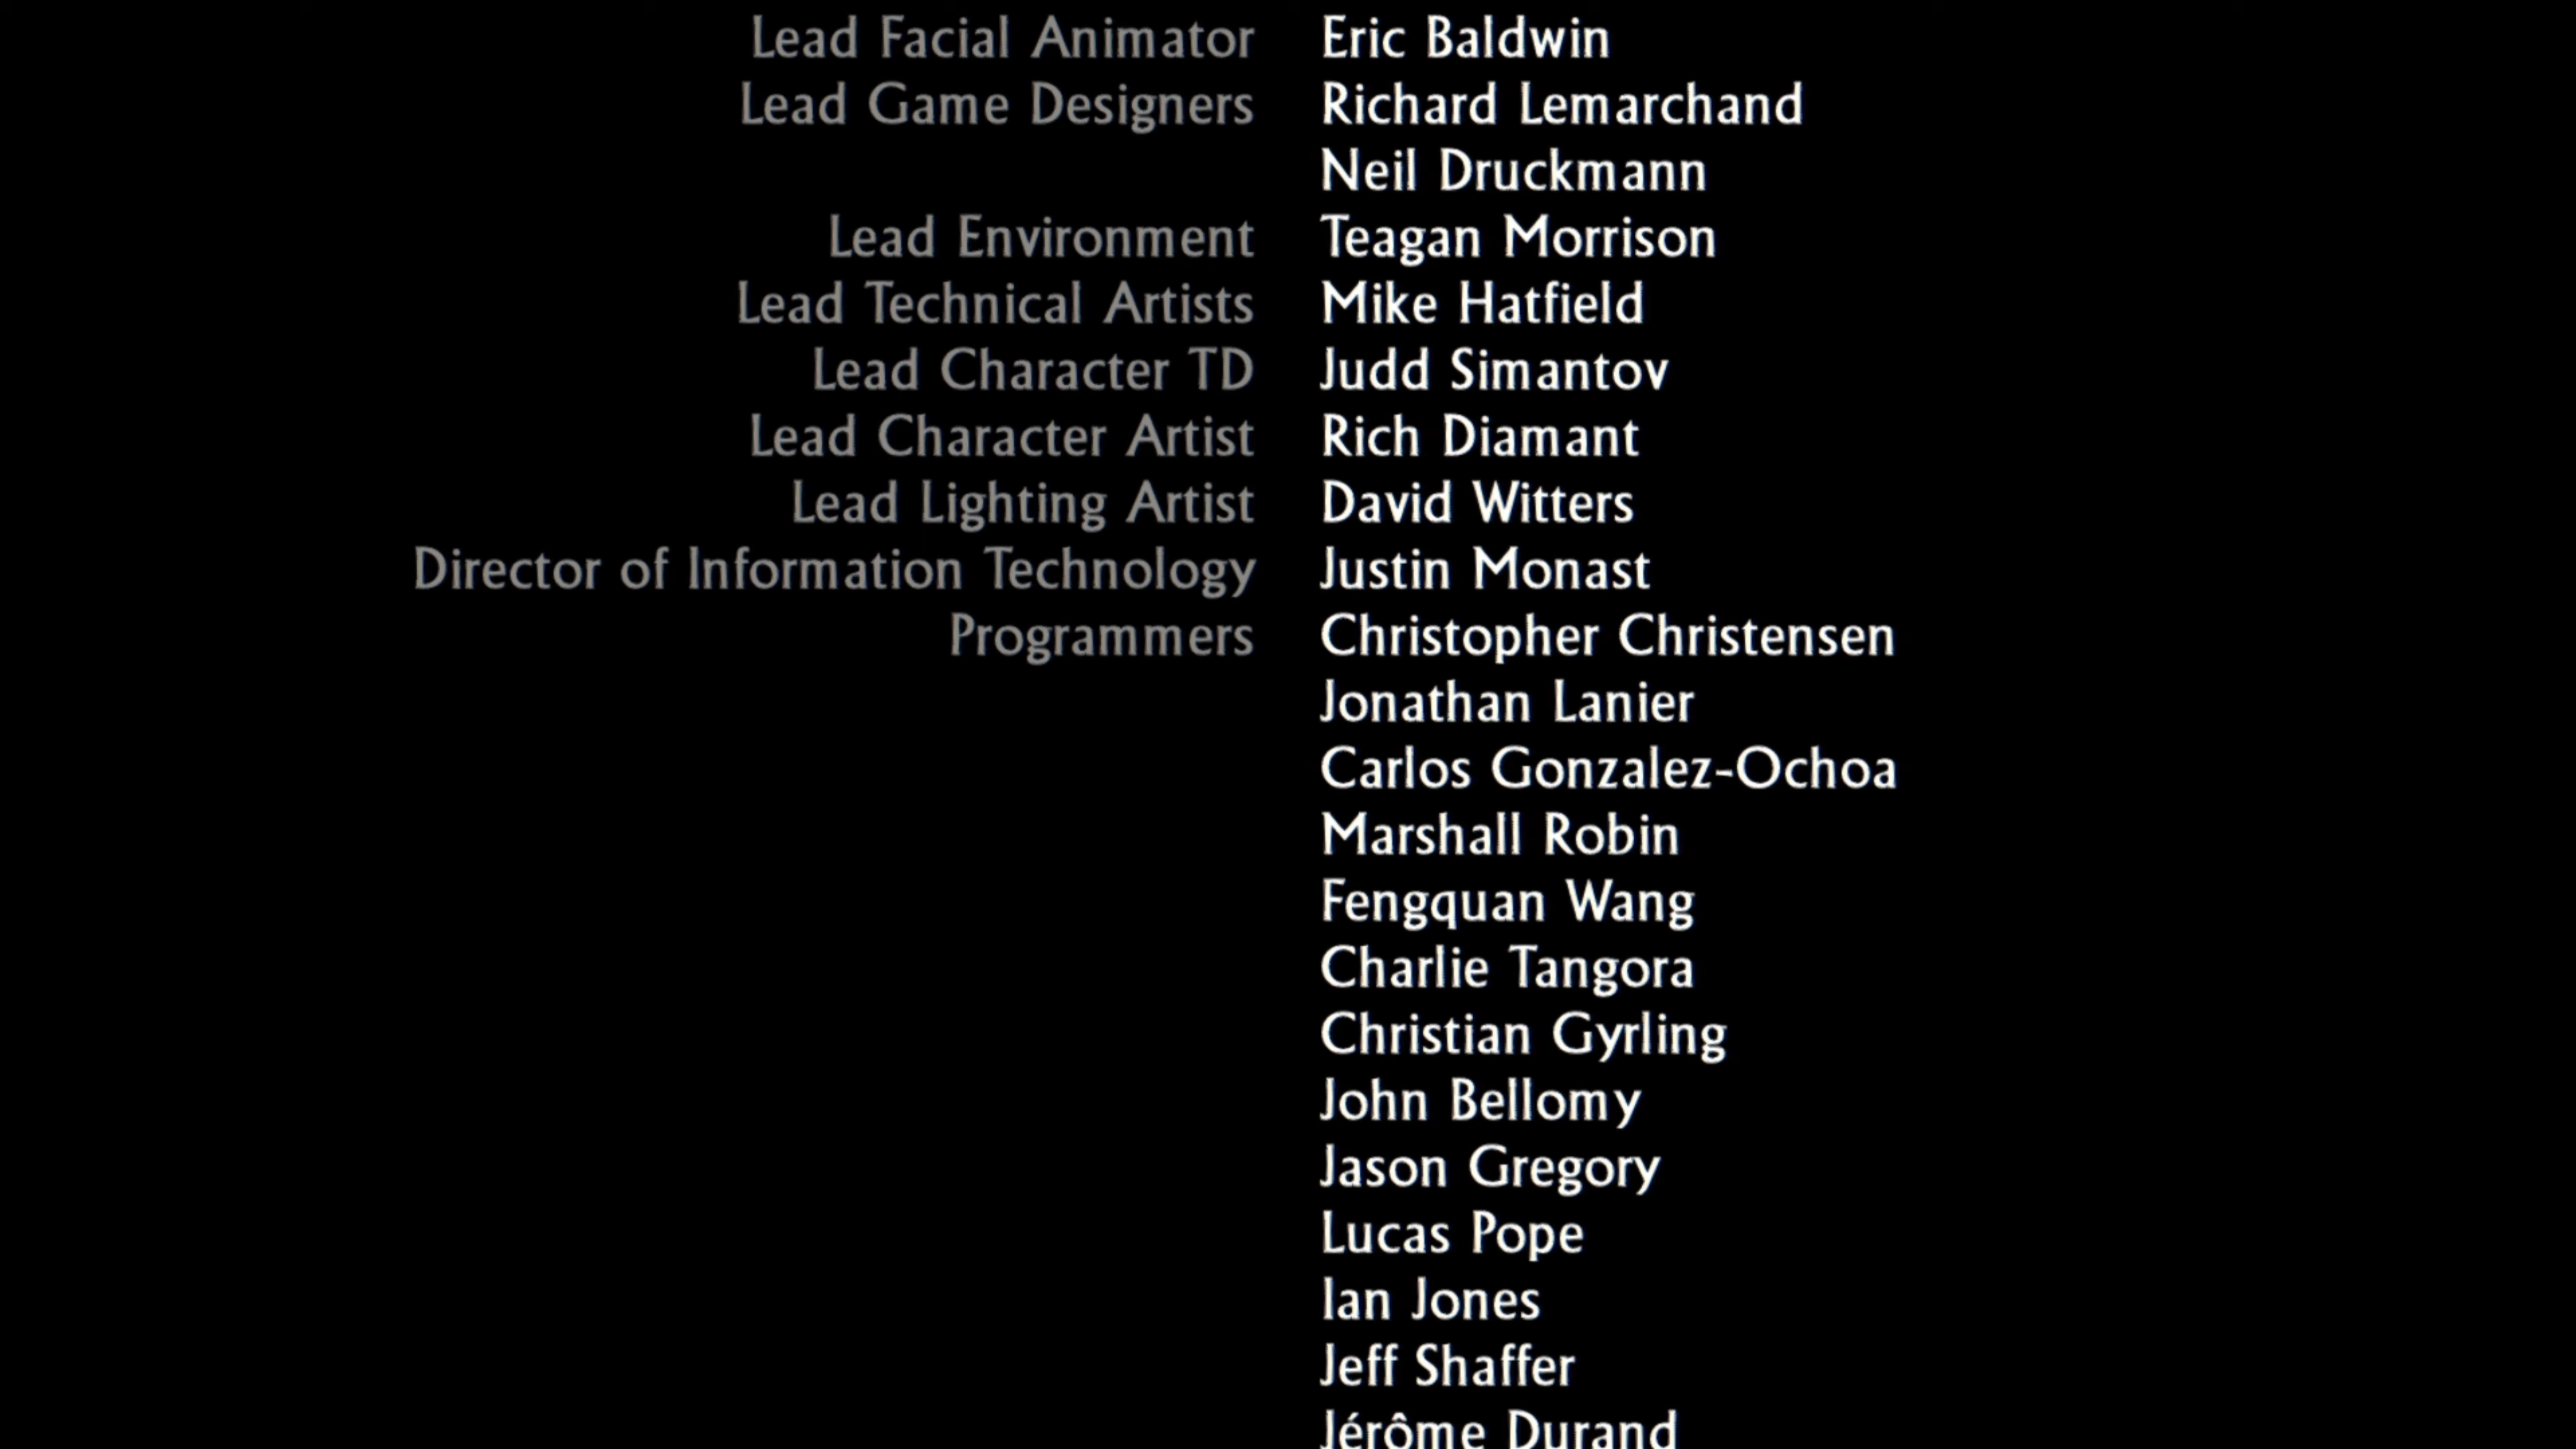 Lead Facial Animator Eric Baldwin
Lead Game Designers Richard Lemarchand
Neil Druckmann
Lead Environment Teagan Morrison
Lead Technical Artists Mike Hatfield
Lead Character TD Judd Simantov
Lead Character Artist Rich Diamant
Lead Lighting Artist David Witters
Director of Information Technology Justin Monast
Programmers Christopher Christensen
Jonathan Lanier
Carlos Gonzalez-Ochoa
Marshall Robin
Fengquan Wang
Charlie Tangora
Christian Gyrling
John Bellomy
Jason Gregory
Lucas Pope
Ian Jones
Jeff Shaffer
Jérôme Durand